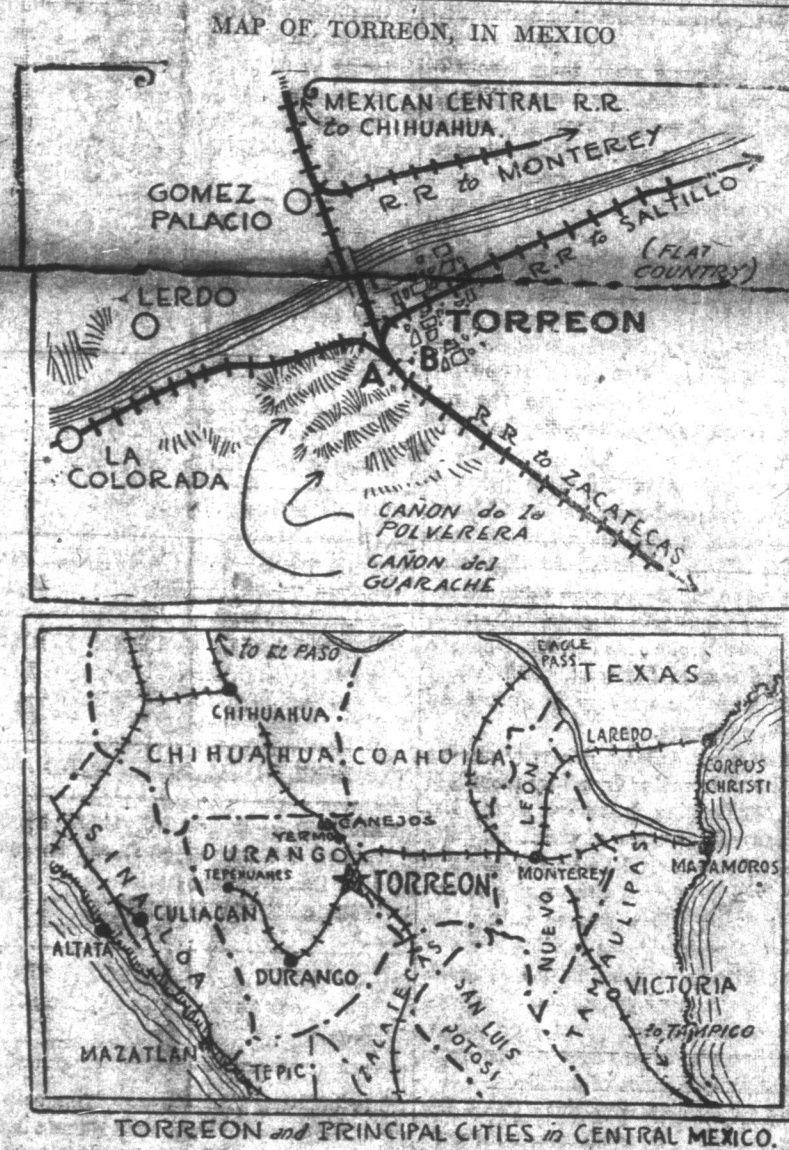 MAP OF TORREON, IN MEXICO
MEXICAN CENTRAL R.R.
to CHIHUAHUA.
R.R to MONTEREY
GOMEZ
PALACIO
R.R to SALTILLO
(FLAT
COUNTRY)
LERDO
TORREON
A
B
LA
COLORADA
R.R. to ZACATECAS
CAÑON de la
POLVERERA
CAÑON del
GUARACHE
to EL PASO
EAGLE
PASS
TEXAS
CHIHUAHUA
LAREDO
CHIHUAHUA
COAHUILA
CORPUS
CHRISTI
NUEVO LEON
CANEJOS
YERMO
SINALOA
DURANGO
TEPEHUANES
TORREON
MONTEREY
MATAMOROS
CULIACAN
ALTATA
DURANGO
TAMAULIPAS
VICTORIA
ZALATECAS
SAN LUIS
POTOSI
to TAMPICO
MAZATLAN
TEPIC
TORREON and PRINCIPAL CITIES in CENTRAL MEXICO.